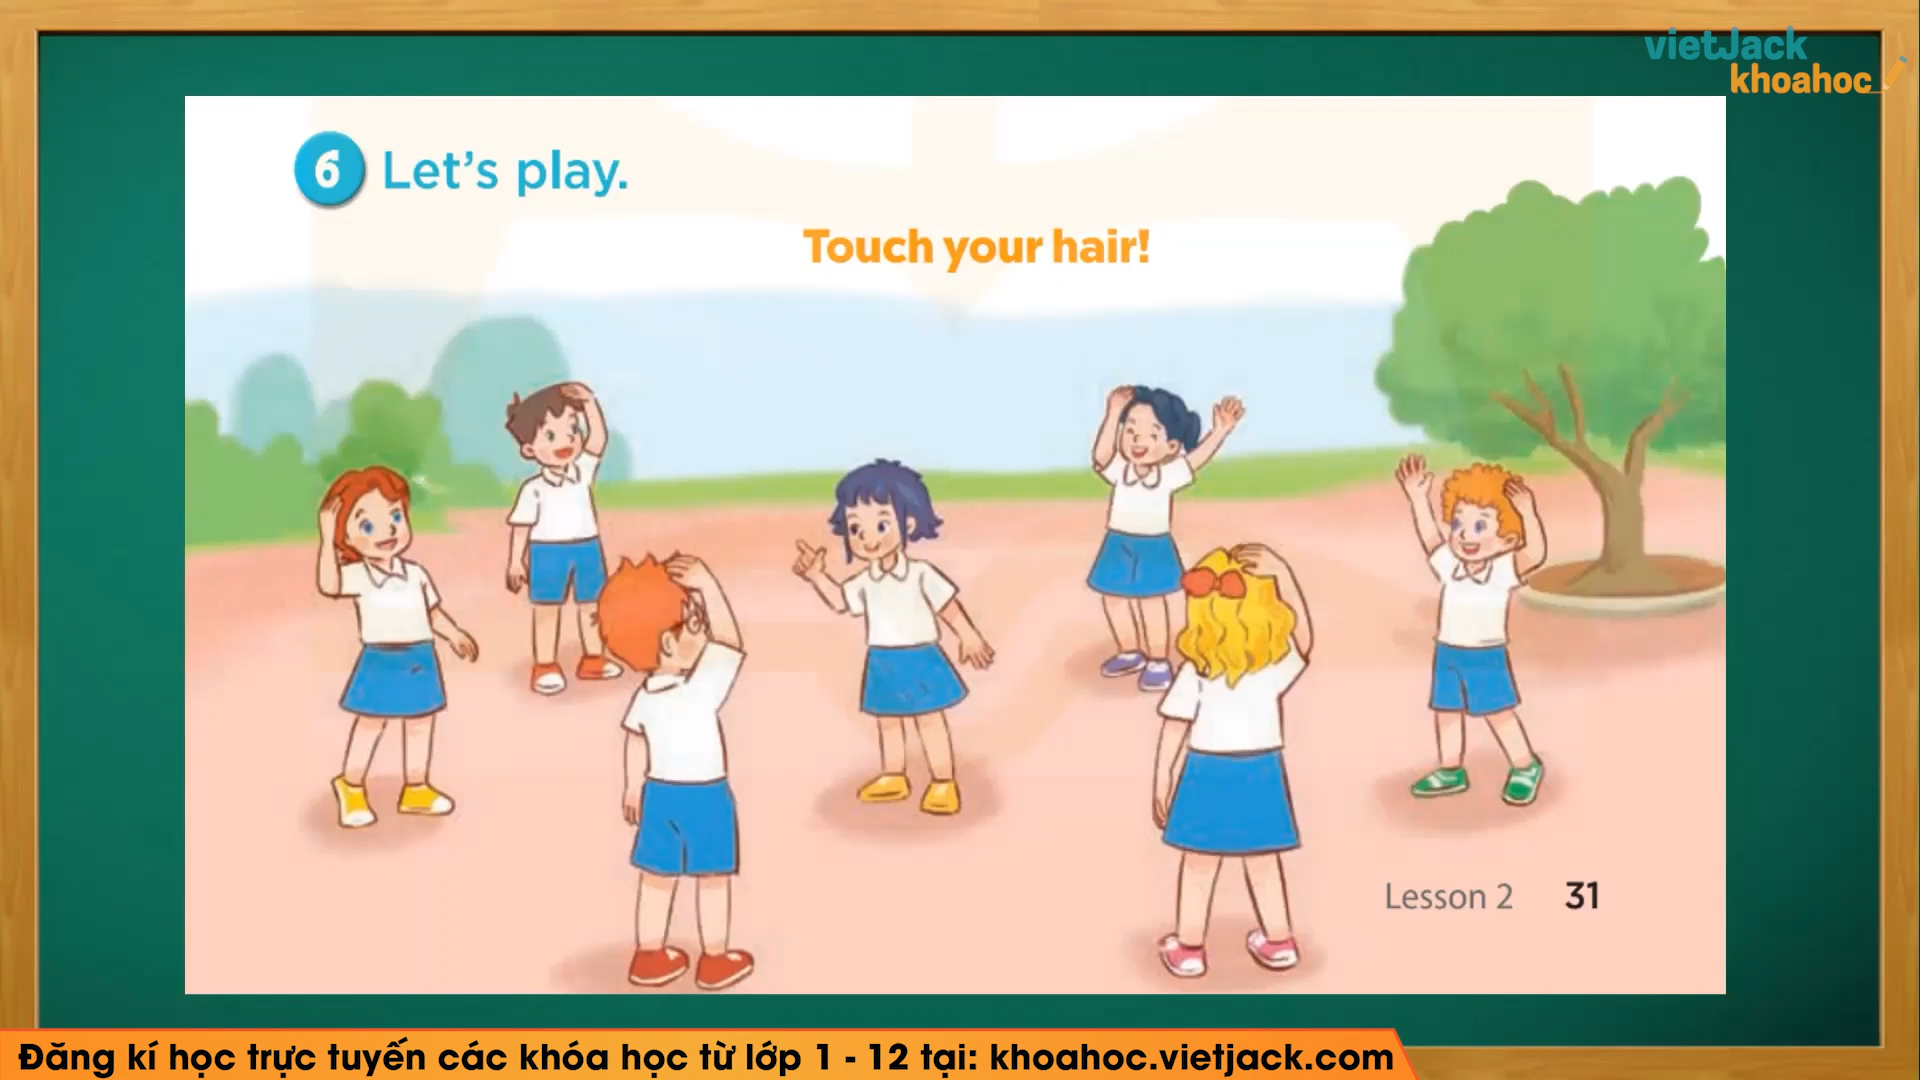 vietJack
khoahoc
6 Let's play.
Touch your hair!
Lesson 2 31
Đăng kí học trực tuyến các khóa học từ lớp 1 - 12 tại: khoahoc.vietjack.com